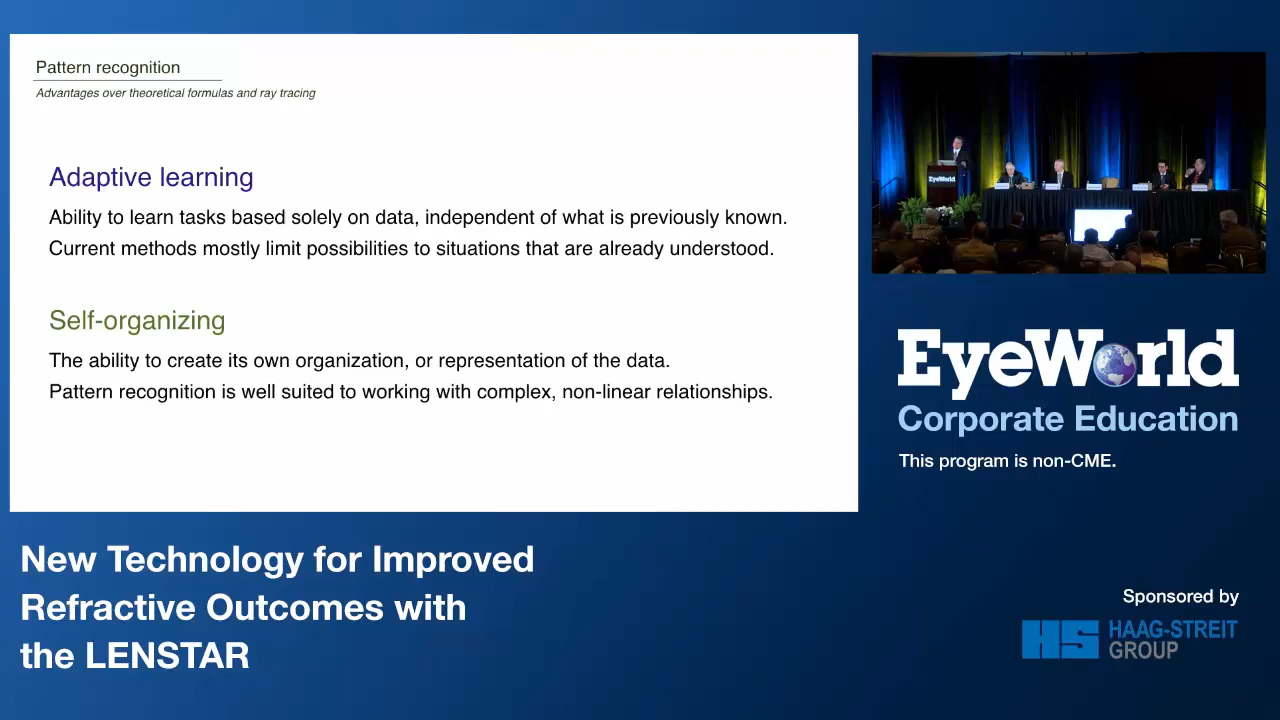 Pattern recognition
Advantages over theoretical formulas and ray tracing
Adaptive learning
Ability to learn tasks based solely on data, independent of what is previously known.
Current methods mostly limit possibilities to situations that are already understood.
Self-organizing
The ability to create its own organization, or representation of the data.
Pattern recognition is well suited to working with complex, non-linear relationships.
EyeWorld
EyeWorld
Corporate Education
This program is non-CME.
New Technology for Improved
Refractive Outcomes with
the LENSTAR
Sponsored by
HS HAAG-STREIT
GROUP